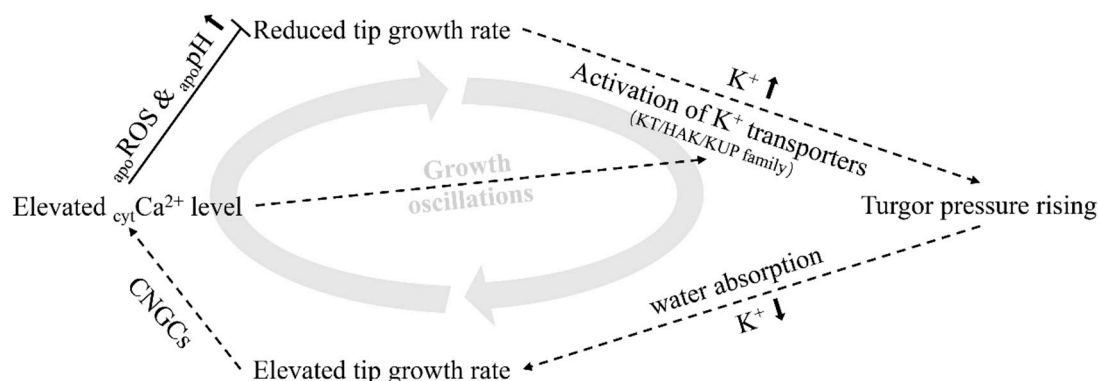 Reduced tip growth rate
apoROS & apopH
K+
Activation of K+ transporters
(KT/HAK/KUP family)
Growth
oscillations
Elevated cytCa2+ level
Turgor pressure rising
CNGCs
water absorption
K+
Elevated tip growth rate